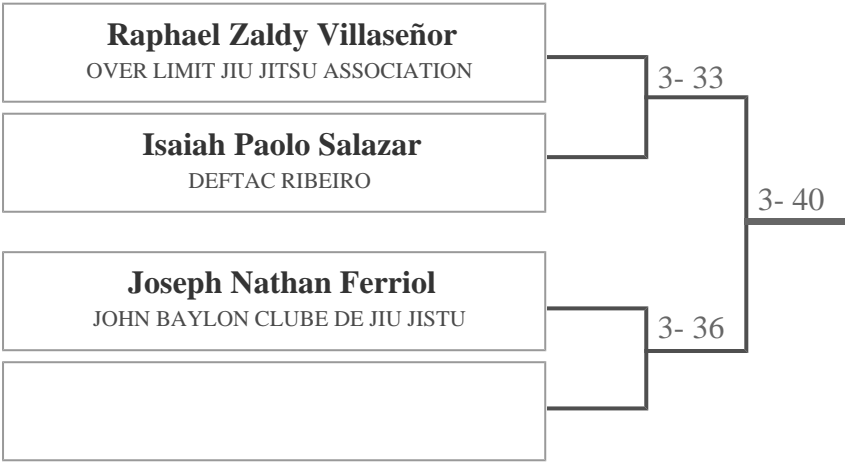 Raphael Zaldy Villaseñor
OVER LIMIT JIU JITSU ASSOCIATION
3- 33
Isaiah Paolo Salazar
DEFTAC RIBEIRO
3- 40
Joseph Nathan Ferriol
JOHN BAYLON CLUBE DE JIU JISTU
3- 36